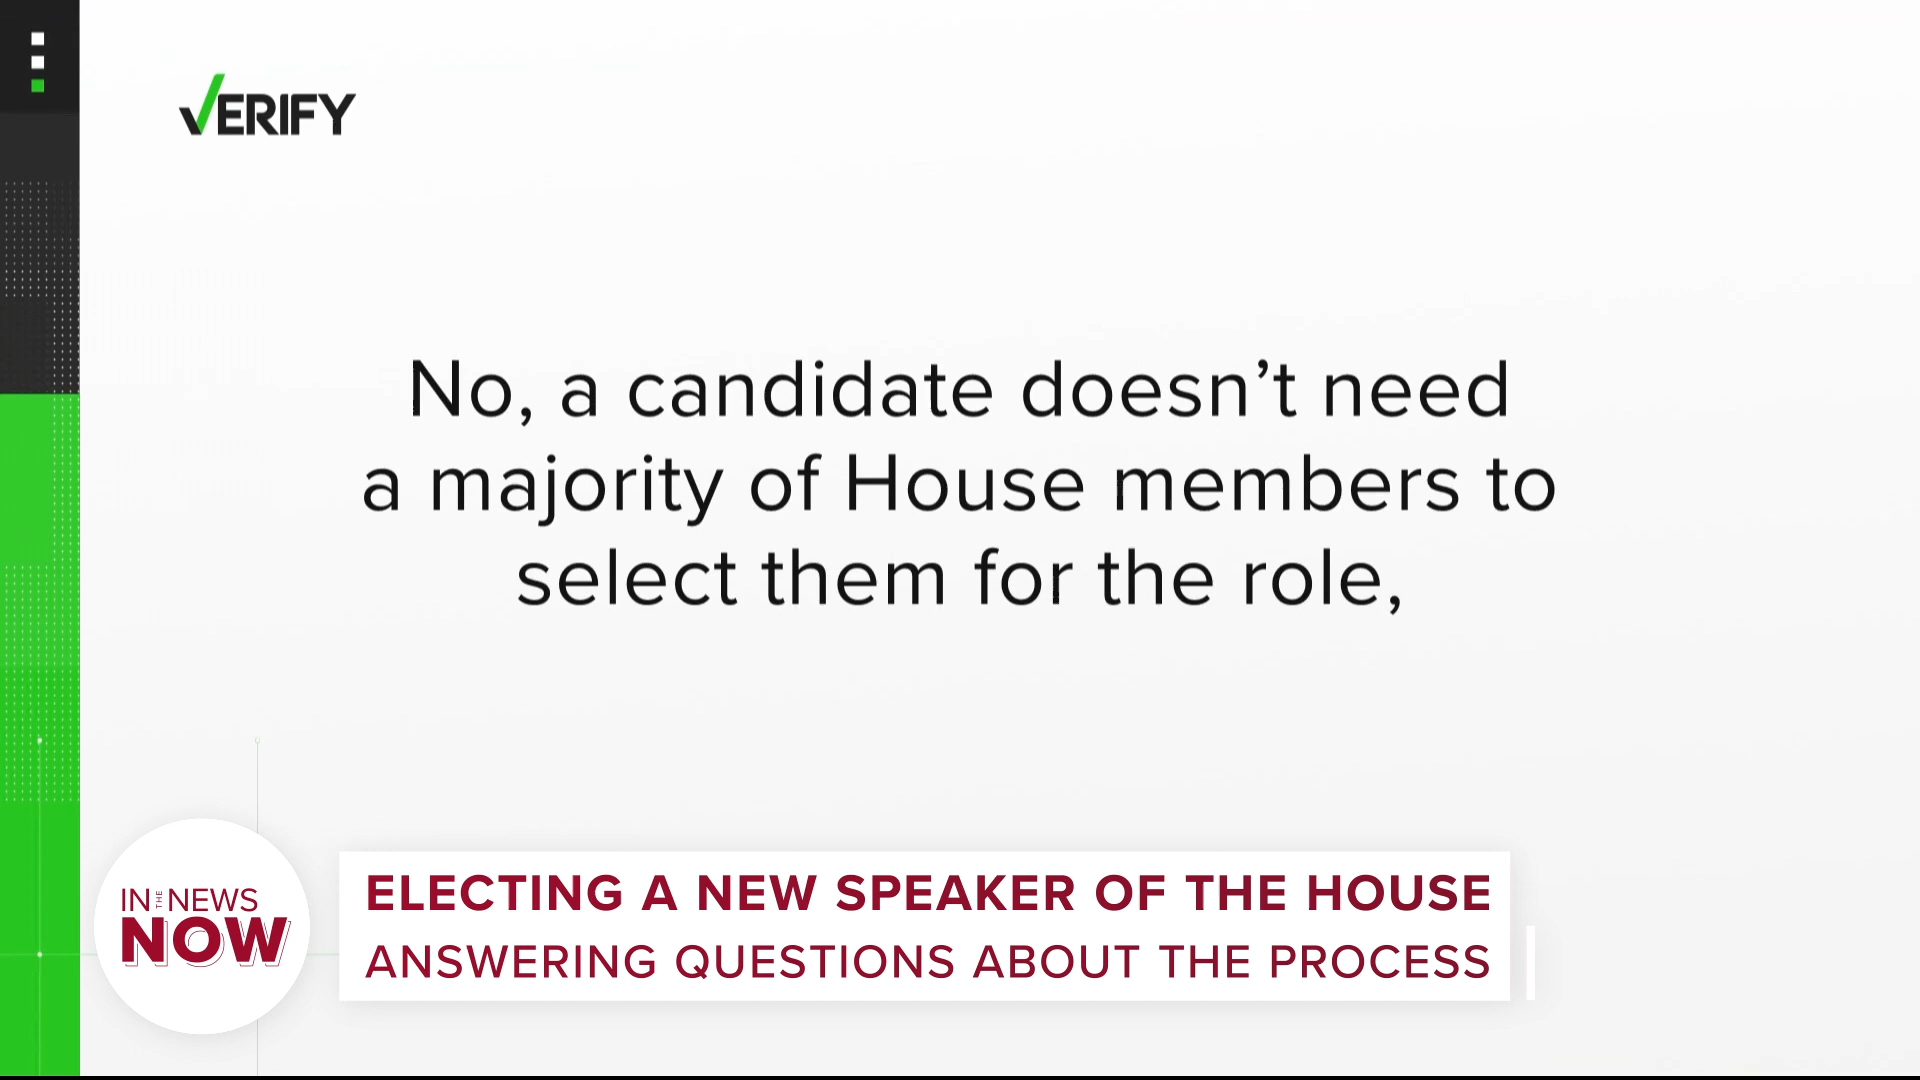 VERIFY
No, a candidate doesn’t need
a majority of House members to
select them for the role,
IN THE NEWS
NOW
ELECTING A NEW SPEAKER OF THE HOUSE
ANSWERING QUESTIONS ABOUT THE PROCESS